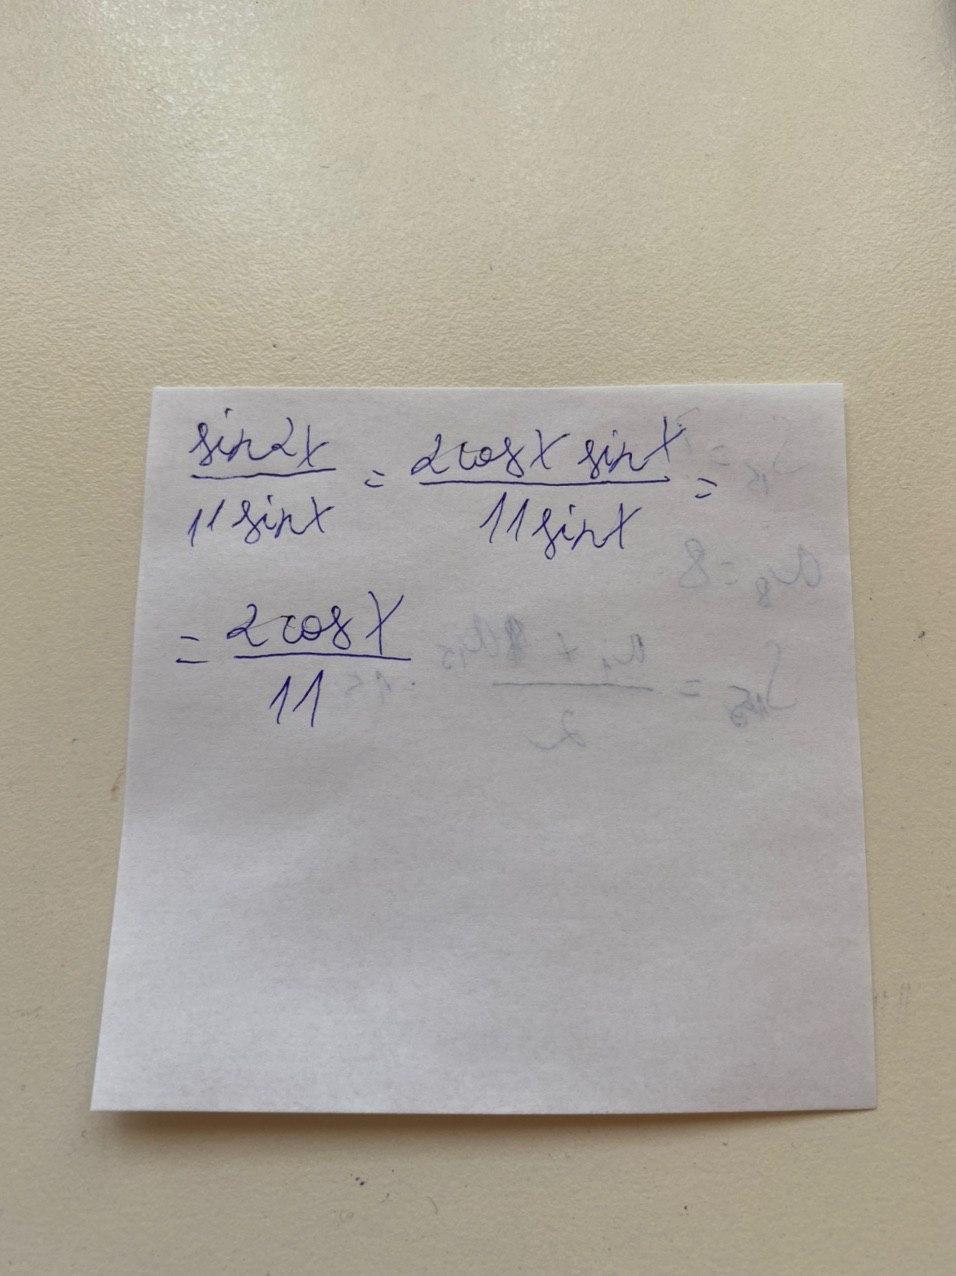 sin2x/11sinx = 2cosx sinx/11sinx =
= 2cosx/11